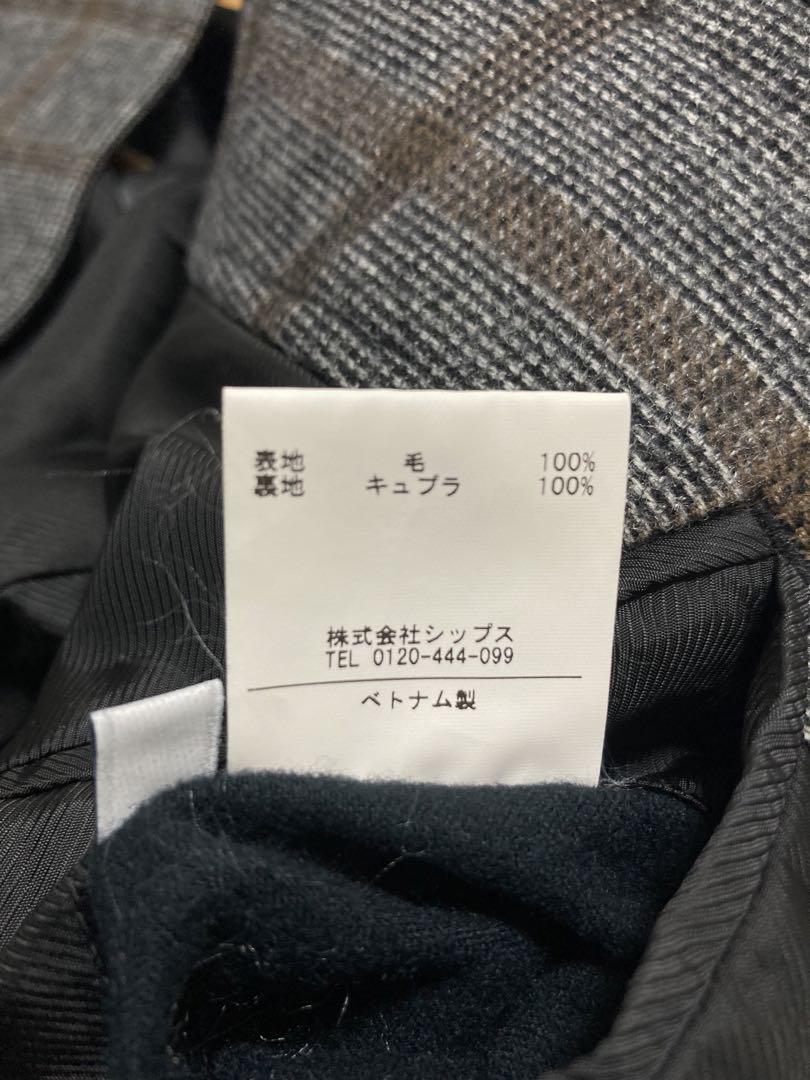 表地 毛 100%
裏地 キュプラ 100%
株式会社シップス
TEL 0120-444-099
ベトナム製